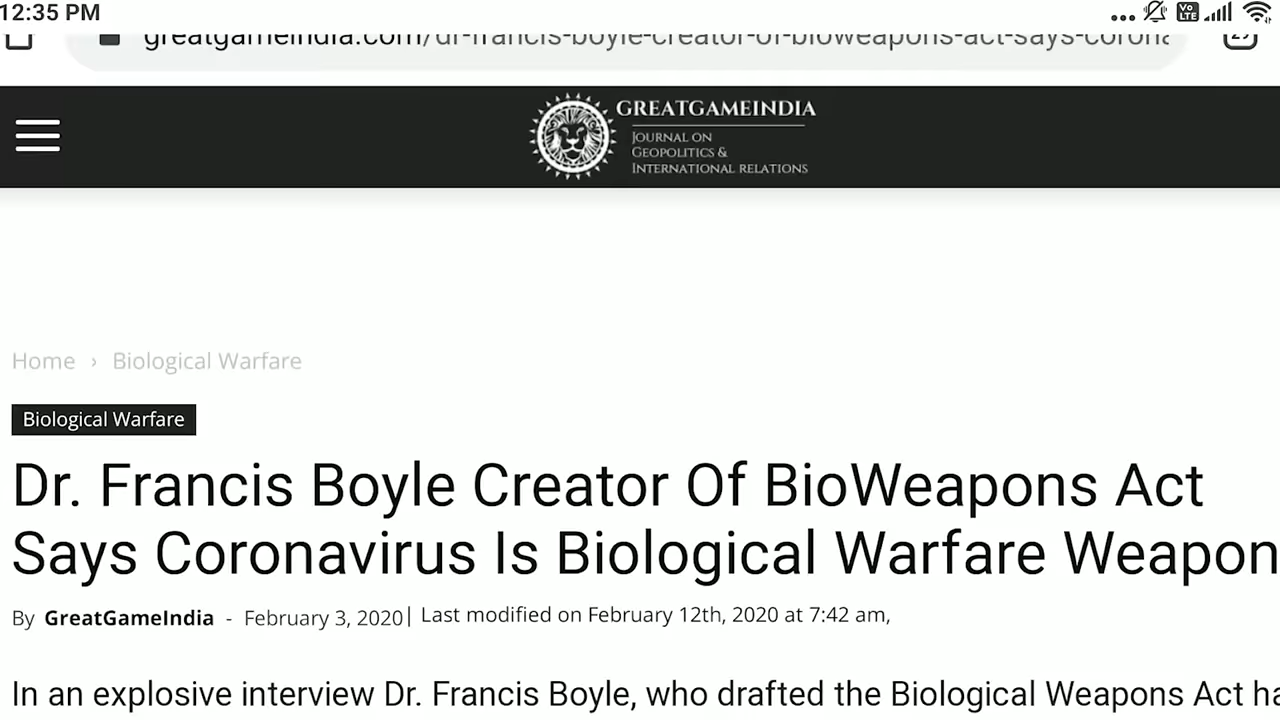 12:35 PM
Vo
LTE
greatgameindia.com/dr-francis-boyle-creator-of-bioweapons-act-says-corona
GREATGAMEINDIA
JOURNAL ON
GEOPOLITICS &
INTERNATIONAL RELATIONS
Home › Biological Warfare
Biological Warfare
Dr. Francis Boyle Creator Of BioWeapons Act
Says Coronavirus Is Biological Warfare Weapon
By GreatGameIndia - February 3, 2020| Last modified on February 12th, 2020 at 7:42 am,
In an explosive interview Dr. Francis Boyle, who drafted the Biological Weapons Act